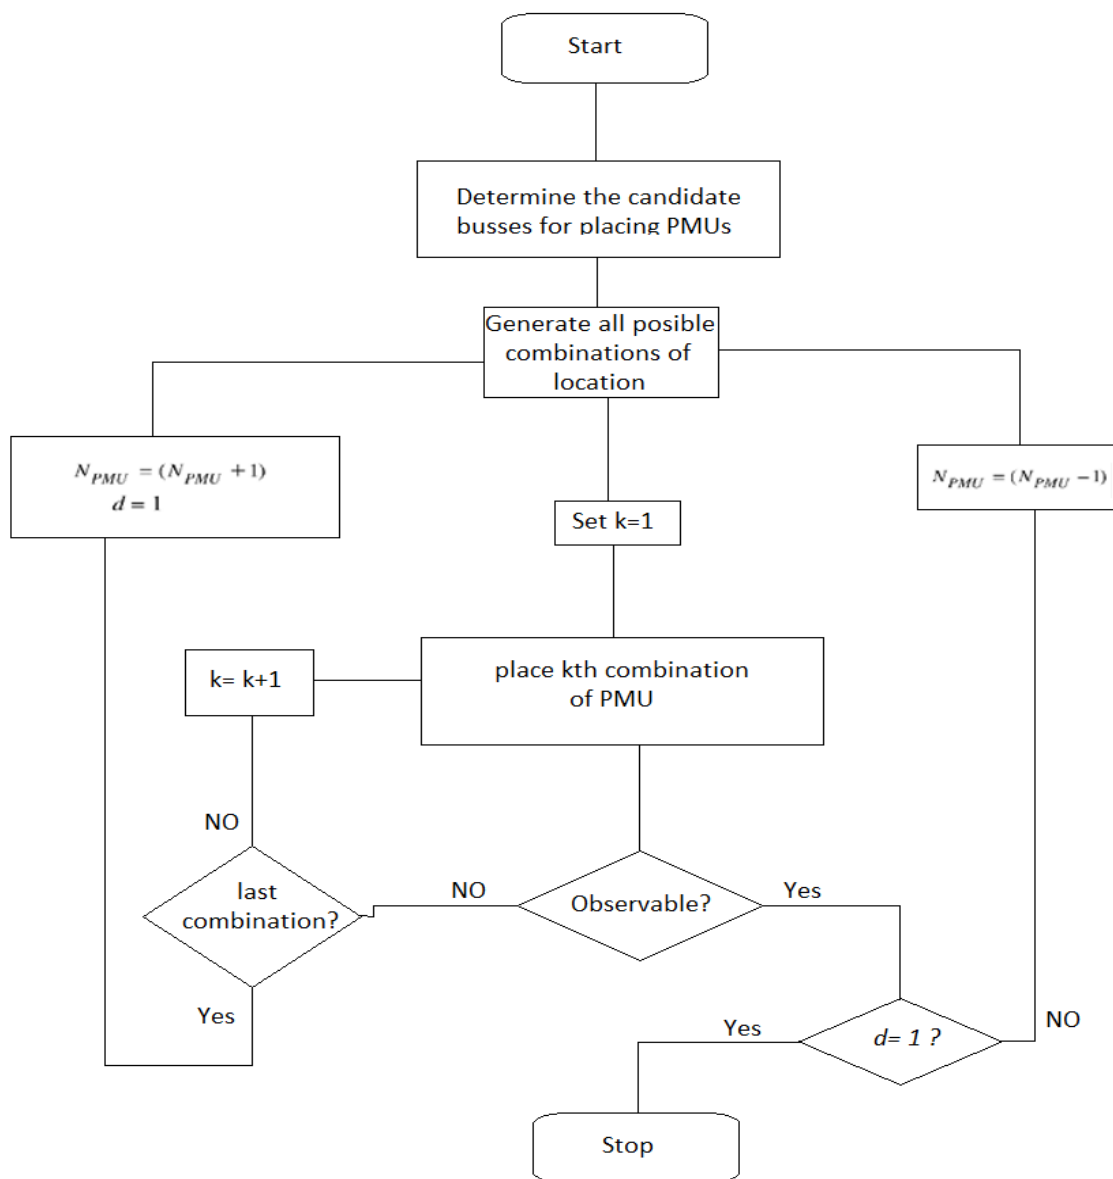 Start
Determine the candidate
busses for placing PMUs
Generate all posible
combinations of
location
N_PMU = (N_PMU + 1)
d = 1
N_PMU = (N_PMU − 1)
Set k=1
k= k+1
place kth combination
of PMU
NO
last
combination?
NO
Observable?
Yes
Yes
Yes
d= 1 ?
NO
Stop